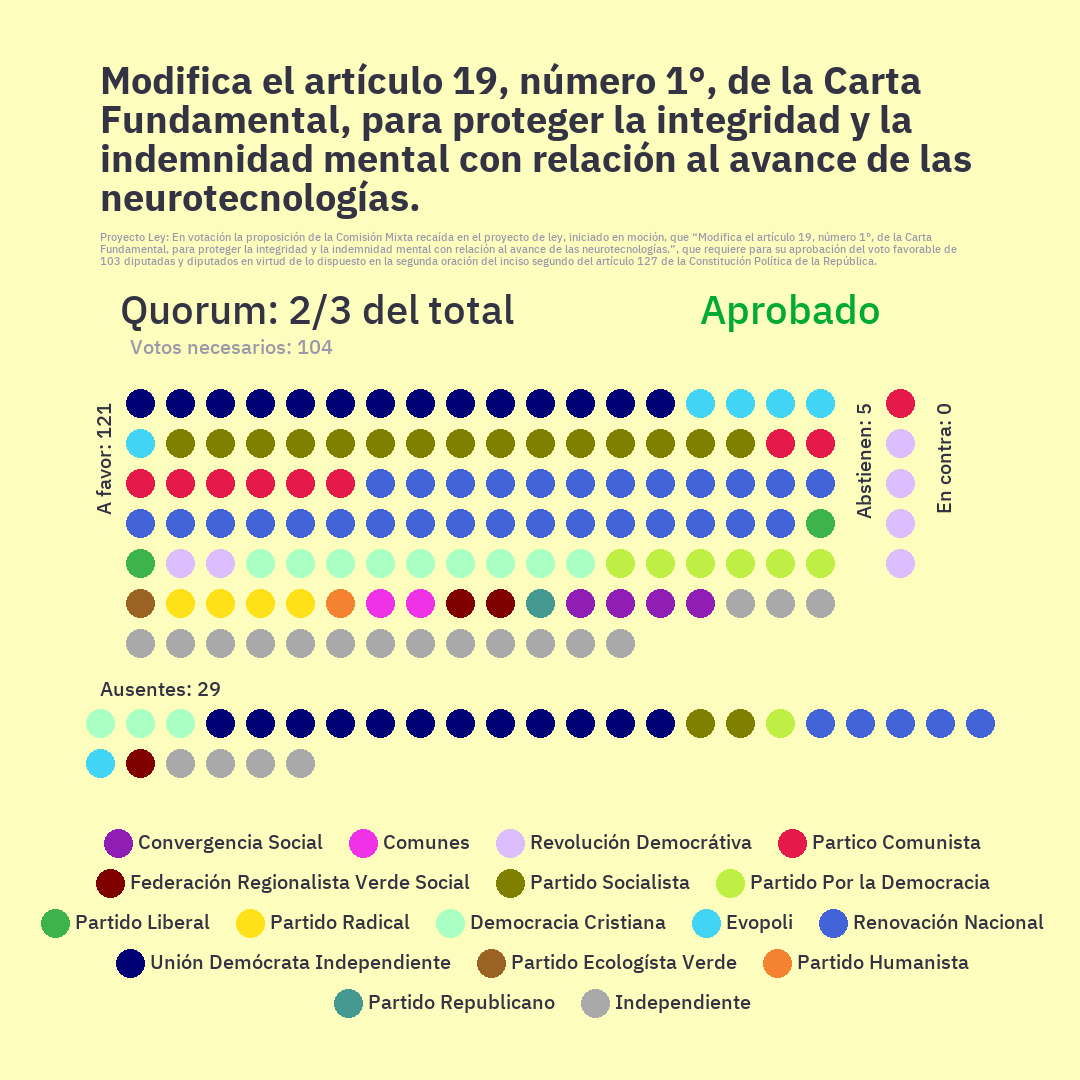 Modifica el artículo 19, número 1°, de la Carta
Fundamental, para proteger la integridad y la
indemnidad mental con relación al avance de las
neurotecnologías.
Proyecto Ley: En votación la proposición de la Comisión Mixta recaída en el proyecto de ley, iniciado en moción, que “Modifica el artículo 19, número 1°, de la Carta
Fundamental, para proteger la integridad y la indemnidad mental con relación al avance de las neurotecnologías.”, que requiere para su aprobación del voto favorable de
103 diputadas y diputados en virtud de lo dispuesto en la segunda oración del inciso segundo del artículo 127 de la Constitución Política de la República.
Quorum: 2/3 del total
Aprobado
Votos necesarios: 104
A favor: 121
Abstienen: 5
En contra: 0
Ausentes: 29
Convergencia Social
Comunes
Revolución Democrátiva
Partico Comunista
Federación Regionalista Verde Social
Partido Socialista
Partido Por la Democracia
Partido Liberal
Partido Radical
Democracia Cristiana
Evopoli
Renovación Nacional
Unión Demócrata Independiente
Partido Ecologísta Verde
Partido Humanista
Partido Republicano
Independiente